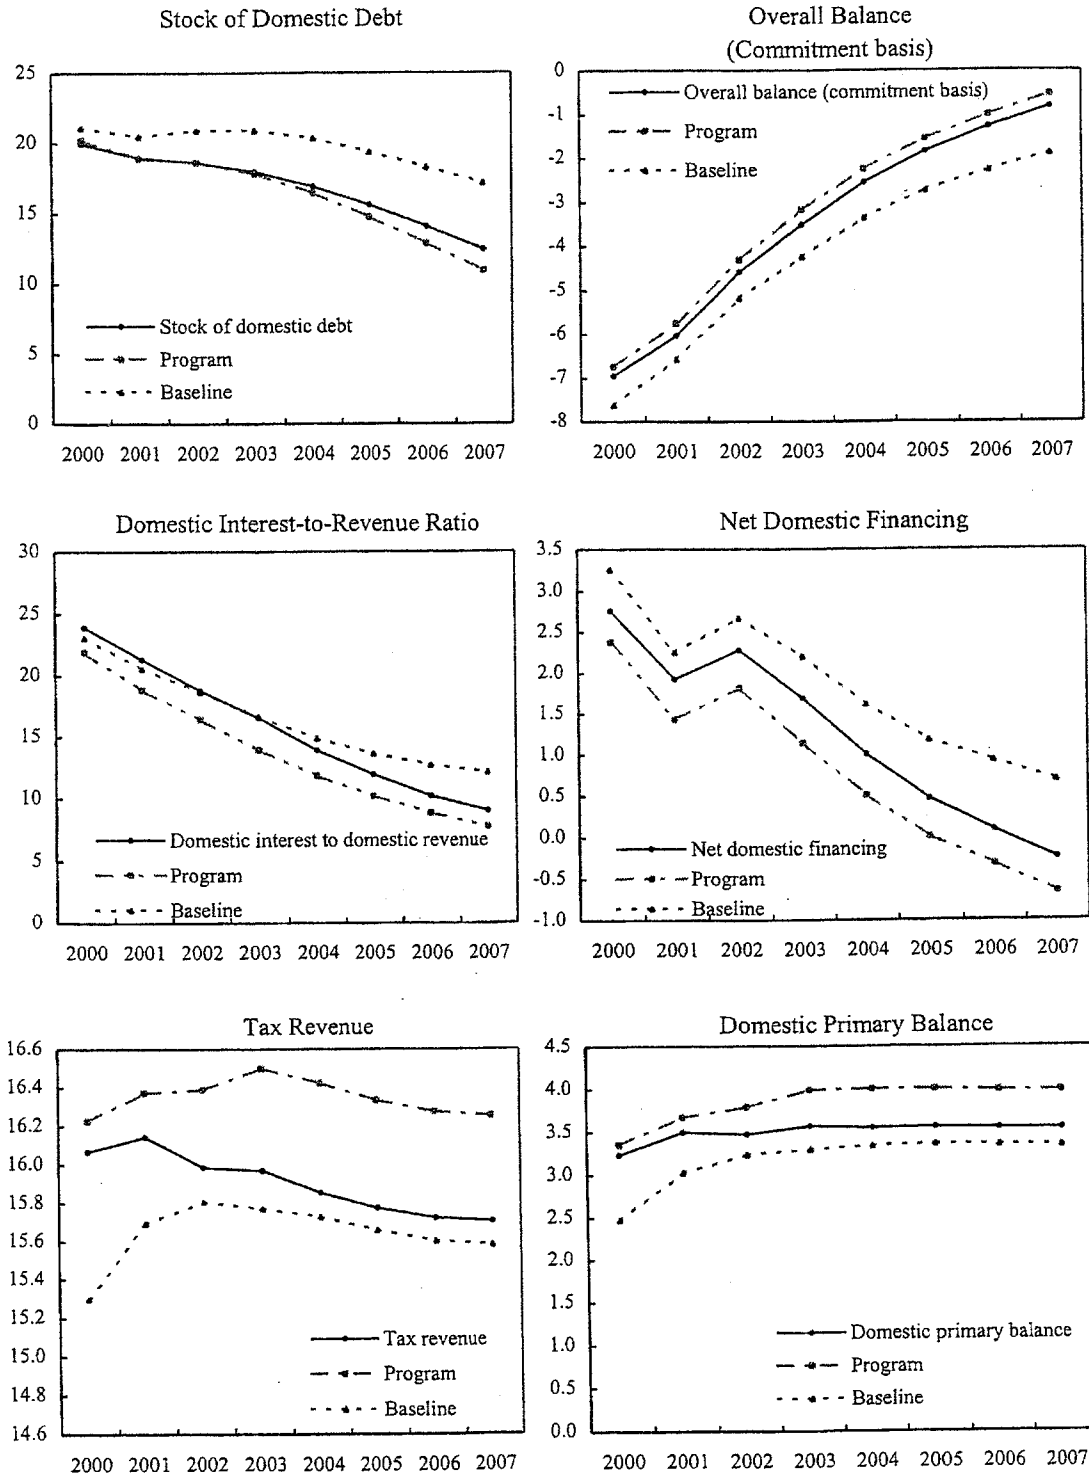 Stock of Domestic Debt
25
20
15
10
5
0
Stock of domestic debt
Program
Baseline
2000 2001 2002 2003 2004 2005 2006 2007
Overall Balance
(Commitment basis)
0
-1
-2
-3
-4
-5
-6
-7
-8
Overall balance (commitment basis)
Program
Baseline
2000 2001 2002 2003 2004 2005 2006 2007
Domestic Interest-to-Revenue Ratio
30
25
20
15
10
5
0
Domestic interest to domestic revenue
Program
Baseline
2000 2001 2002 2003 2004 2005 2006 2007
Net Domestic Financing
3.5
3.0
2.5
2.0
1.5
1.0
0.5
0.0
-0.5
-1.0
Net domestic financing
Program
Baseline
2000 2001 2002 2003 2004 2005 2006 2007
Tax Revenue
16.6
16.4
16.2
16.0
15.8
15.6
15.4
15.2
15.0
14.8
14.6
Tax revenue
Program
Baseline
2000 2001 2002 2003 2004 2005 2006 2007
Domestic Primary Balance
4.5
4.0
3.5
3.0
2.5
2.0
1.5
1.0
0.5
0.0
Domestic primary balance
Program
Baseline
2000 2001 2002 2003 2004 2005 2006 2007